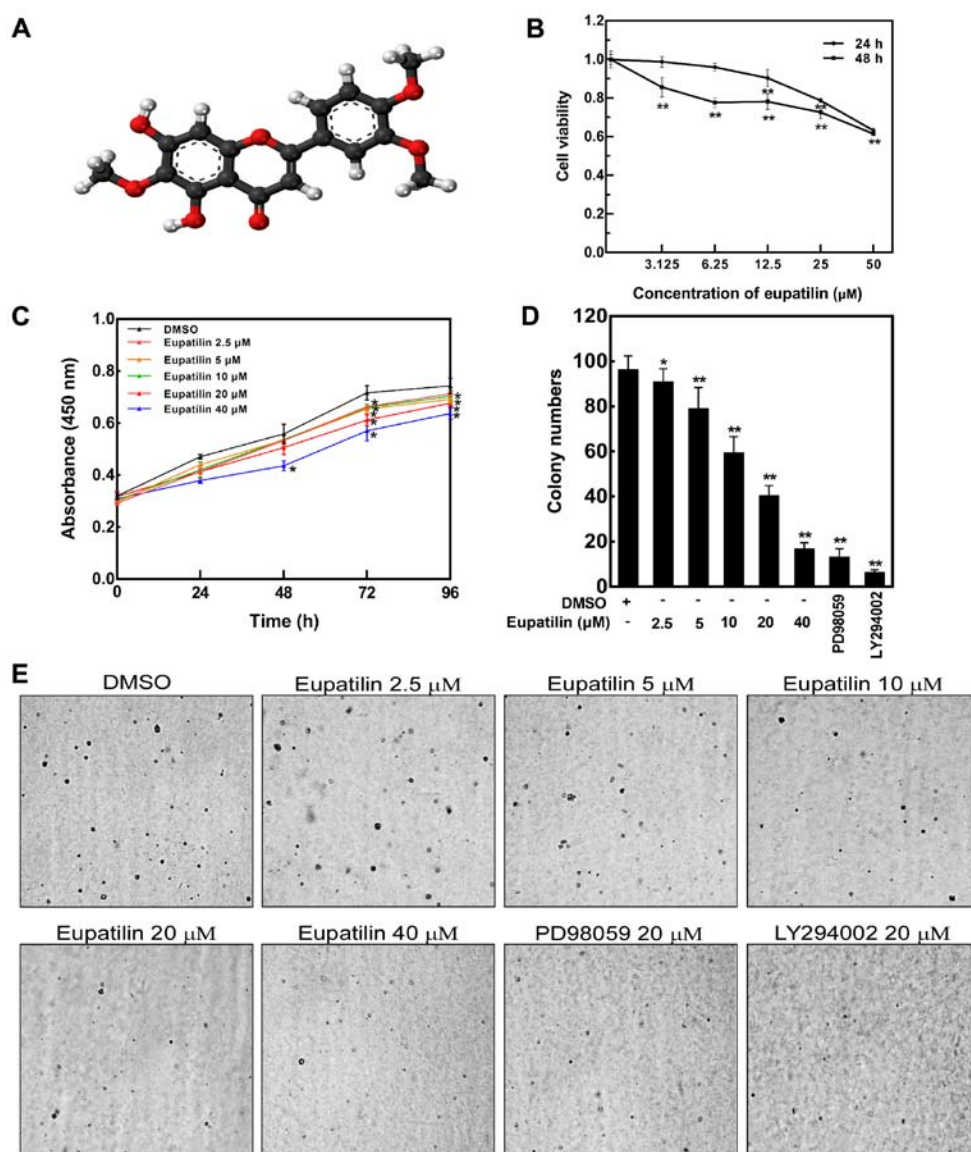 A
B
24 h
48 h
Cell viability
1.2
1.0
0.8
0.6
0.4
0.2
0.0
**
**
**
**
**
**
**
**
3.125
6.25
12.5
25
50
Concentration of eupatilin (μM)
C
DMSO
Eupatilin 2.5 μM
Eupatilin 5 μM
Eupatilin 10 μM
Eupatilin 20 μM
Eupatilin 40 μM
Absorbance (450 nm)
1.0
0.8
0.6
0.4
0.2
0.0
*
*
*
*
*
*
*
*
*
0
24
48
72
96
Time (h)
D
Colony numbers
120
100
80
60
40
20
0
*
**
**
**
**
**
**
DMSO + - - - - -
Eupatilin (μM) - 2.5 5 10 20 40
PD98059
LY294002
E
DMSO
Eupatilin 2.5 μM
Eupatilin 5 μM
Eupatilin 10 μM
Eupatilin 20 μM
Eupatilin 40 μM
PD98059 20 μM
LY294002 20 μM